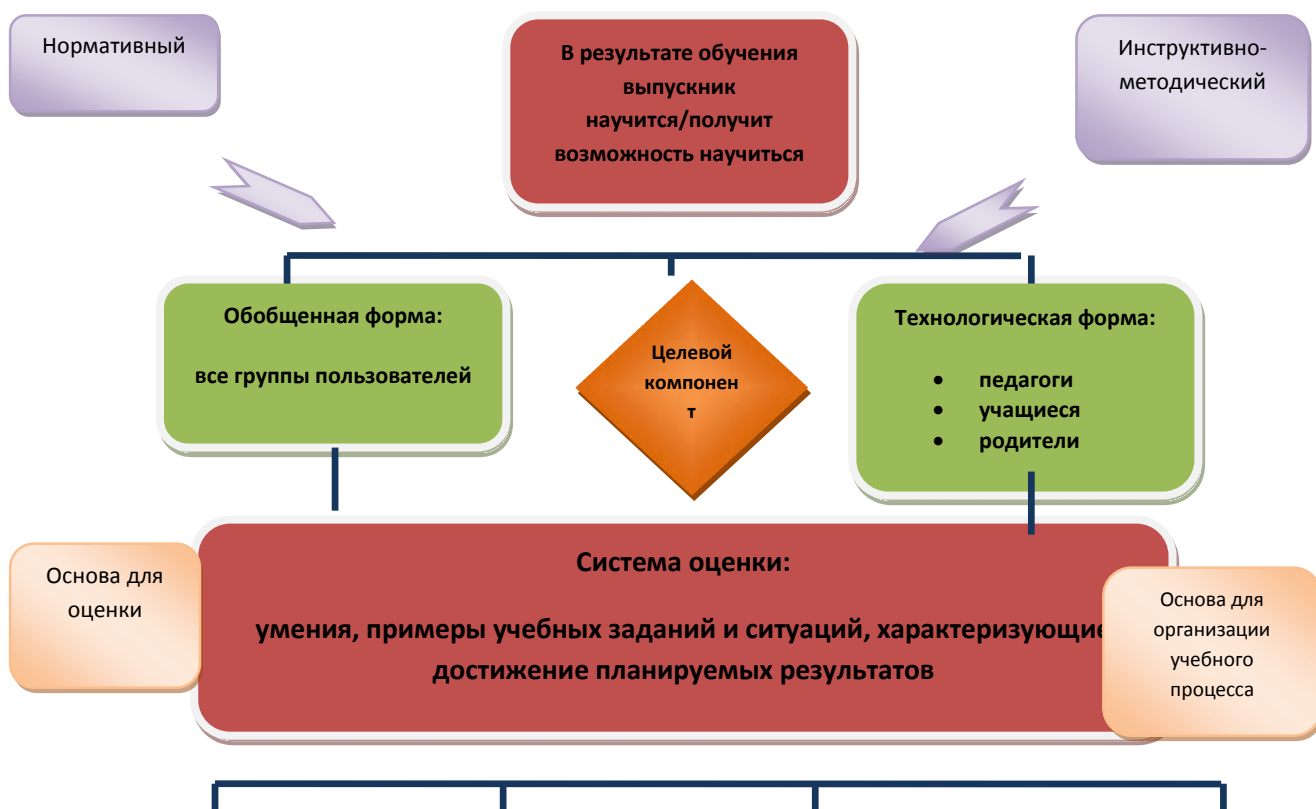 Нормативный
В результате обучения
выпускник
научится/получит
возможность научиться
Инструктивно-
методический
Обобщенная форма:
все группы пользователей
Целевой
компонен
т
Технологическая форма:
• педагоги
• учащиеся
• родители
Основа для
оценки
Система оценки:
умения, примеры учебных заданий и ситуаций, характеризующие
достижение планируемых результатов
Основа для
организации
учебного
процесса